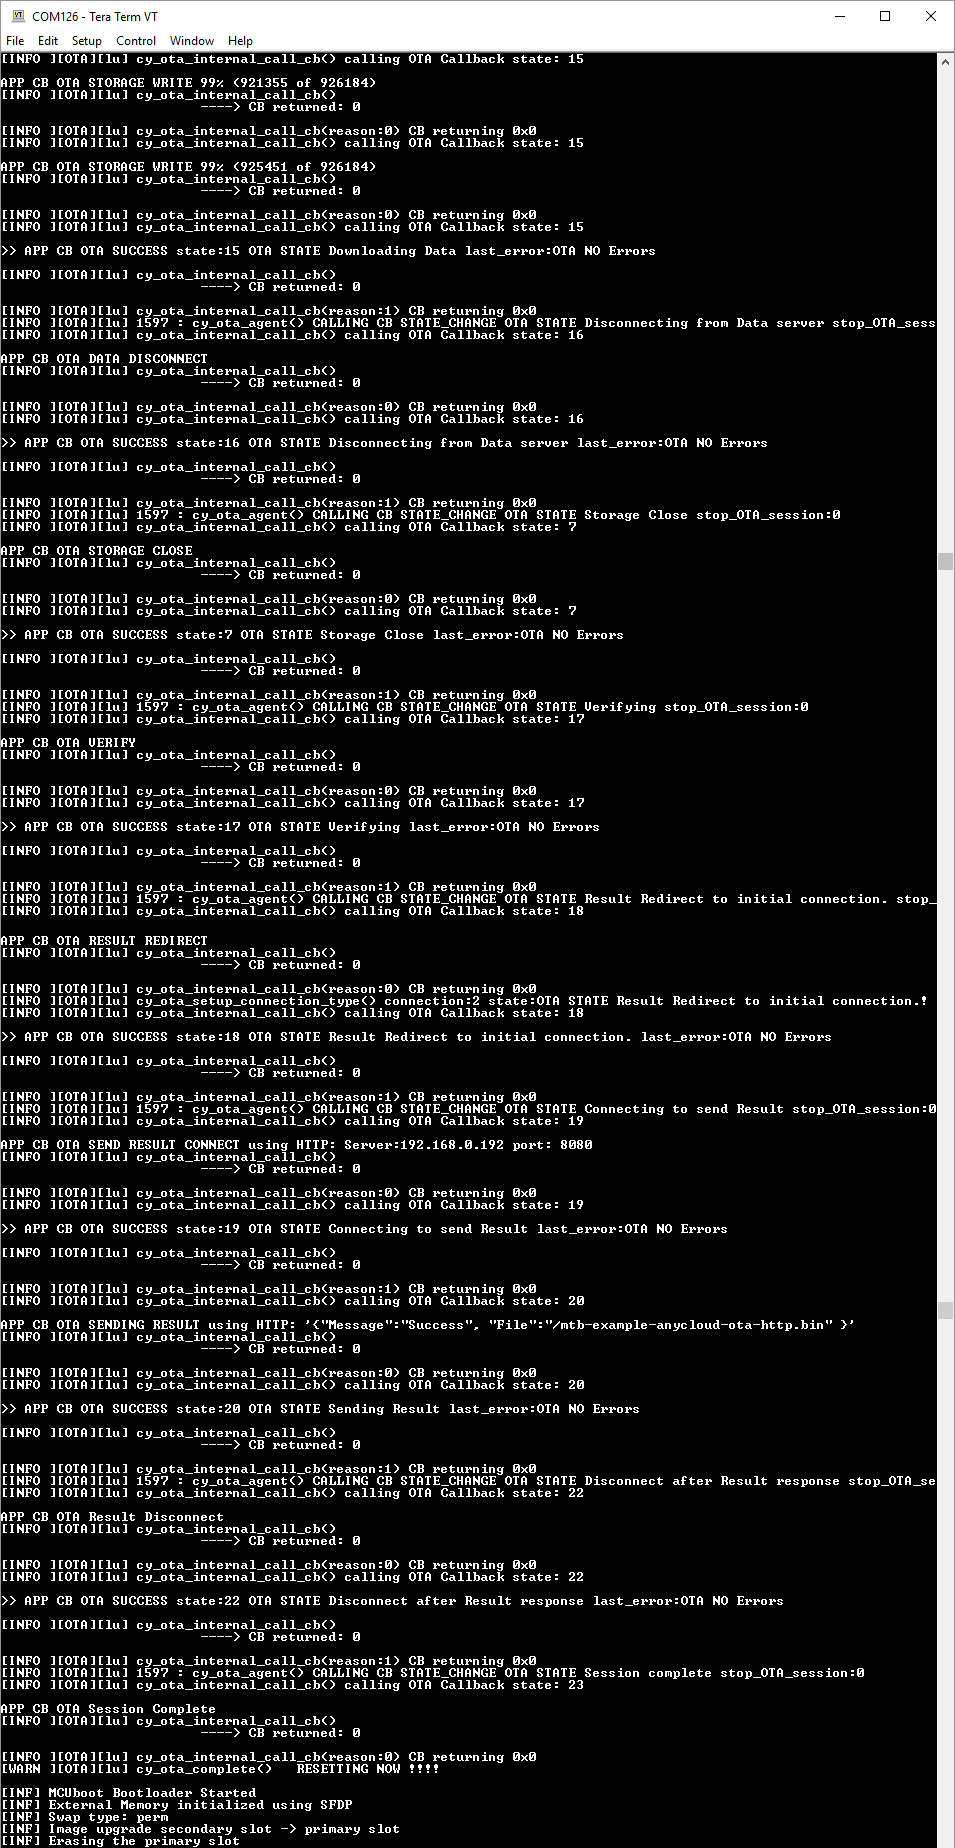 COM126 - Tera Term VT
File Edit Setup Control Window Help
[INFO ][OTA][lu] cy_ota_internal_call_cb() calling OTA Callback state: 15
APP CB OTA STORAGE WRITE 99% (921355 of 926184)
[INFO ][OTA][lu] cy_ota_internal_call_cb()
----> CB returned: 0
[INFO ][OTA][lu] cy_ota_internal_call_cb(reason:0) CB returning 0x0
[INFO ][OTA][lu] cy_ota_internal_call_cb() calling OTA Callback state: 15
APP CB OTA STORAGE WRITE 99% (925451 of 926184)
[INFO ][OTA][lu] cy_ota_internal_call_cb()
----> CB returned: 0
[INFO ][OTA][lu] cy_ota_internal_call_cb(reason:0) CB returning 0x0
[INFO ][OTA][lu] cy_ota_internal_call_cb() calling OTA Callback state: 15
>> APP CB OTA SUCCESS state:15 OTA STATE Downloading Data last_error:OTA NO Errors
[INFO ][OTA][lu] cy_ota_internal_call_cb()
----> CB returned: 0
[INFO ][OTA][lu] cy_ota_internal_call_cb(reason:1) CB returning 0x0
[INFO ][OTA][lu] 1597 : cy_ota_agent() CALLING CB STATE_CHANGE OTA STATE Disconnecting from Data server stop_OTA_sess
[INFO ][OTA][lu] cy_ota_internal_call_cb() calling OTA Callback state: 16
APP CB OTA DATA DISCONNECT
[INFO ][OTA][lu] cy_ota_internal_call_cb()
----> CB returned: 0
[INFO ][OTA][lu] cy_ota_internal_call_cb(reason:0) CB returning 0x0
[INFO ][OTA][lu] cy_ota_internal_call_cb() calling OTA Callback state: 16
>> APP CB OTA SUCCESS state:16 OTA STATE Disconnecting from Data server last_error:OTA NO Errors
[INFO ][OTA][lu] cy_ota_internal_call_cb()
----> CB returned: 0
[INFO ][OTA][lu] cy_ota_internal_call_cb(reason:1) CB returning 0x0
[INFO ][OTA][lu] 1597 : cy_ota_agent() CALLING CB STATE_CHANGE OTA STATE Storage Close stop_OTA_session:0
[INFO ][OTA][lu] cy_ota_internal_call_cb() calling OTA Callback state: 7
APP CB OTA STORAGE CLOSE
[INFO ][OTA][lu] cy_ota_internal_call_cb()
----> CB returned: 0
[INFO ][OTA][lu] cy_ota_internal_call_cb(reason:0) CB returning 0x0
[INFO ][OTA][lu] cy_ota_internal_call_cb() calling OTA Callback state: 7
>> APP CB OTA SUCCESS state:7 OTA STATE Storage Close last_error:OTA NO Errors
[INFO ][OTA][lu] cy_ota_internal_call_cb()
----> CB returned: 0
[INFO ][OTA][lu] cy_ota_internal_call_cb(reason:1) CB returning 0x0
[INFO ][OTA][lu] 1597 : cy_ota_agent() CALLING CB STATE_CHANGE OTA STATE Verifying stop_OTA_session:0
[INFO ][OTA][lu] cy_ota_internal_call_cb() calling OTA Callback state: 17
APP CB OTA VERIFY
[INFO ][OTA][lu] cy_ota_internal_call_cb()
----> CB returned: 0
[INFO ][OTA][lu] cy_ota_internal_call_cb(reason:0) CB returning 0x0
[INFO ][OTA][lu] cy_ota_internal_call_cb() calling OTA Callback state: 17
>> APP CB OTA SUCCESS state:17 OTA STATE Verifying last_error:OTA NO Errors
[INFO ][OTA][lu] cy_ota_internal_call_cb()
----> CB returned: 0
[INFO ][OTA][lu] cy_ota_internal_call_cb(reason:1) CB returning 0x0
[INFO ][OTA][lu] 1597 : cy_ota_agent() CALLING CB STATE_CHANGE OTA STATE Result Redirect to initial connection. stop_
[INFO ][OTA][lu] cy_ota_internal_call_cb() calling OTA Callback state: 18
APP CB OTA RESULT REDIRECT
[INFO ][OTA][lu] cy_ota_internal_call_cb()
----> CB returned: 0
[INFO ][OTA][lu] cy_ota_internal_call_cb(reason:0) CB returning 0x0
[INFO ][OTA][lu] cy_ota_setup_connection_type() connection:2 state:OTA STATE Result Redirect to initial connection.!
[INFO ][OTA][lu] cy_ota_internal_call_cb() calling OTA Callback state: 18
>> APP CB OTA SUCCESS state:18 OTA STATE Result Redirect to initial connection. last_error:OTA NO Errors
[INFO ][OTA][lu] cy_ota_internal_call_cb()
----> CB returned: 0
[INFO ][OTA][lu] cy_ota_internal_call_cb(reason:1) CB returning 0x0
[INFO ][OTA][lu] 1597 : cy_ota_agent() CALLING CB STATE_CHANGE OTA STATE Connecting to send Result stop_OTA_session:0
[INFO ][OTA][lu] cy_ota_internal_call_cb() calling OTA Callback state: 19
APP CB OTA SEND RESULT CONNECT using HTTP: Server:192.168.0.192 port: 8080
[INFO ][OTA][lu] cy_ota_internal_call_cb()
----> CB returned: 0
[INFO ][OTA][lu] cy_ota_internal_call_cb(reason:0) CB returning 0x0
[INFO ][OTA][lu] cy_ota_internal_call_cb() calling OTA Callback state: 19
>> APP CB OTA SUCCESS state:19 OTA STATE Connecting to send Result last_error:OTA NO Errors
[INFO ][OTA][lu] cy_ota_internal_call_cb()
----> CB returned: 0
[INFO ][OTA][lu] cy_ota_internal_call_cb(reason:1) CB returning 0x0
[INFO ][OTA][lu] cy_ota_internal_call_cb() calling OTA Callback state: 20
APP CB OTA SENDING RESULT using HTTP: '{"Message":"Success", "File":"/mtb-example-anycloud-ota-http.bin" }'
[INFO ][OTA][lu] cy_ota_internal_call_cb()
----> CB returned: 0
[INFO ][OTA][lu] cy_ota_internal_call_cb(reason:0) CB returning 0x0
[INFO ][OTA][lu] cy_ota_internal_call_cb() calling OTA Callback state: 20
>> APP CB OTA SUCCESS state:20 OTA STATE Sending Result last_error:OTA NO Errors
[INFO ][OTA][lu] cy_ota_internal_call_cb()
----> CB returned: 0
[INFO ][OTA][lu] cy_ota_internal_call_cb(reason:1) CB returning 0x0
[INFO ][OTA][lu] 1597 : cy_ota_agent() CALLING CB STATE_CHANGE OTA STATE Disconnect after Result response stop_OTA_se
[INFO ][OTA][lu] cy_ota_internal_call_cb() calling OTA Callback state: 22
APP CB OTA Result Disconnect
[INFO ][OTA][lu] cy_ota_internal_call_cb()
----> CB returned: 0
[INFO ][OTA][lu] cy_ota_internal_call_cb(reason:0) CB returning 0x0
[INFO ][OTA][lu] cy_ota_internal_call_cb() calling OTA Callback state: 22
>> APP CB OTA SUCCESS state:22 OTA STATE Disconnect after Result response last_error:OTA NO Errors
[INFO ][OTA][lu] cy_ota_internal_call_cb()
----> CB returned: 0
[INFO ][OTA][lu] cy_ota_internal_call_cb(reason:1) CB returning 0x0
[INFO ][OTA][lu] 1597 : cy_ota_agent() CALLING CB STATE_CHANGE OTA STATE Session complete stop_OTA_session:0
[INFO ][OTA][lu] cy_ota_internal_call_cb() calling OTA Callback state: 23
APP CB OTA Session Complete
[INFO ][OTA][lu] cy_ota_internal_call_cb()
----> CB returned: 0
[INFO ][OTA][lu] cy_ota_internal_call_cb(reason:0) CB returning 0x0
[WARN ][OTA][lu] cy_ota_complete()   RESETTING NOW !!!!
[INF] MCUboot Bootloader Started
[INF] External Memory initialized using SFDP
[INF] Swap type: perm
[INF] Image upgrade secondary slot -> primary slot
[INF] Erasing the primary slot